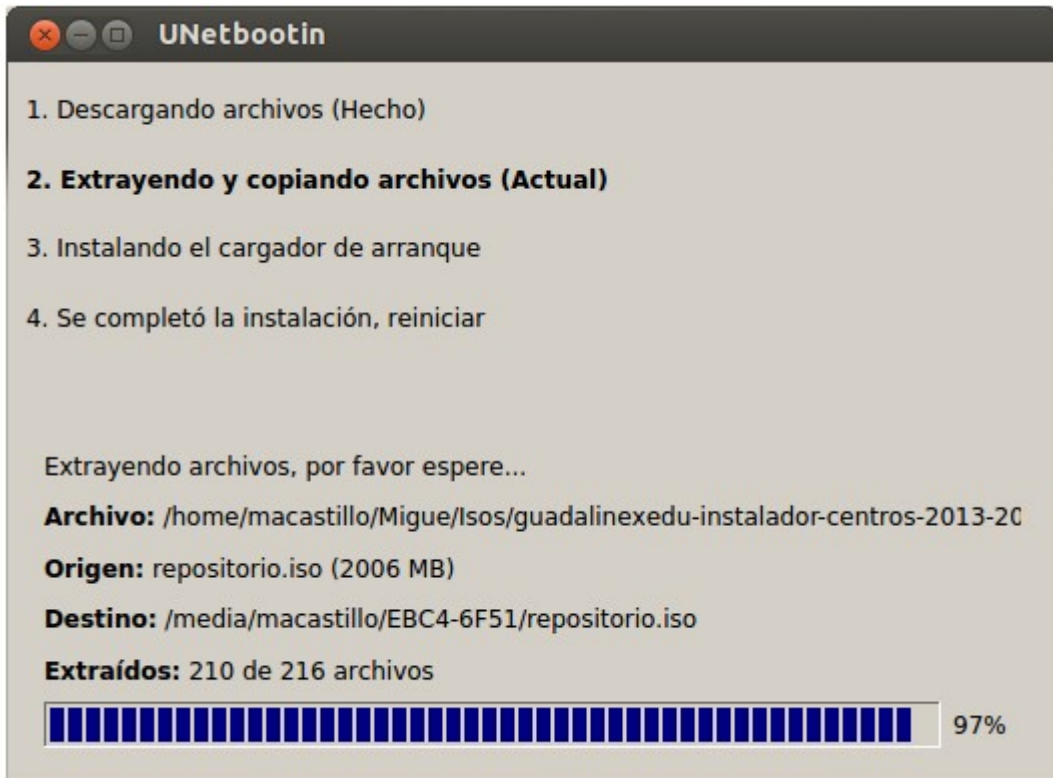 UNetbootin
1. Descargando archivos (Hecho)
2. Extrayendo y copiando archivos (Actual)
3. Instalando el cargador de arranque
4. Se completó la instalación, reiniciar
Extrayendo archivos, por favor espere...
Archivo: /home/macastillo/Migue/Isos/guadalinexedu-instalador-centros-2013-20
Origen: repositorio.iso (2006 MB)
Destino: /media/macastillo/EBC4-6F51/repositorio.iso
Extraídos: 210 de 216 archivos
97%